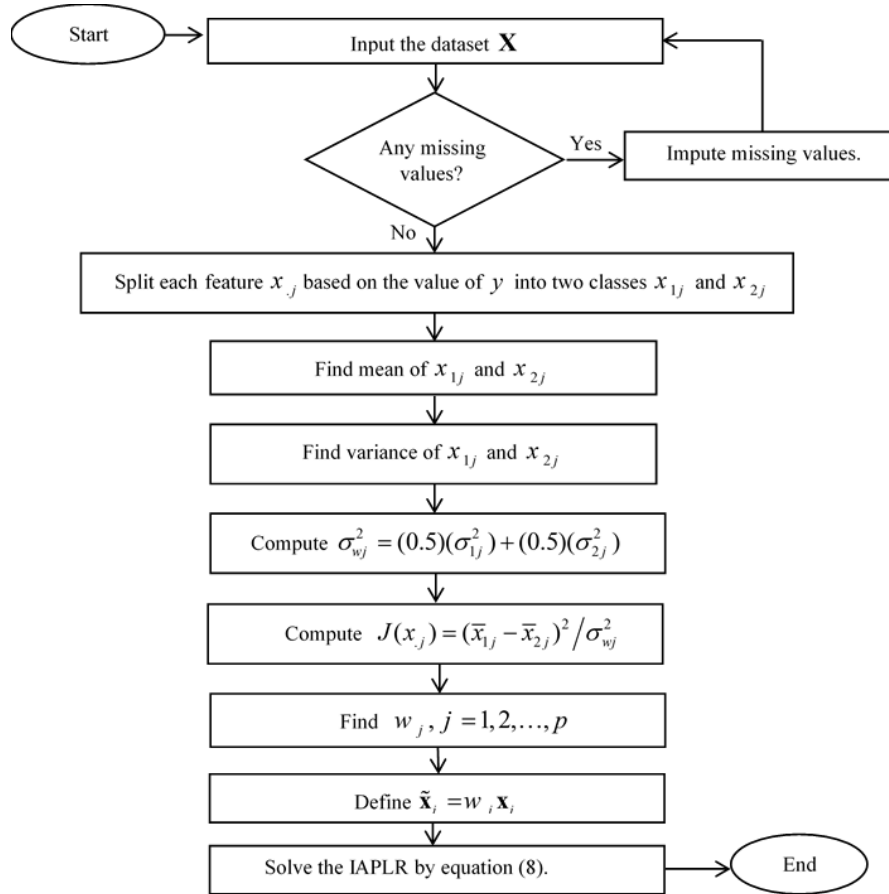 Start
Input the dataset X
Any missing
values?
Yes
Impute missing values.
No
Split each feature x.j based on the value of y into two classes x1j and x2j
Find mean of x1j and x2j
Find variance of x1j and x2j
Compute σ²wj = (0.5)(σ²1j) + (0.5)(σ²2j)
Compute J(x.j) = (x̄1j − x̄2j)² / σ²wj
Find wj, j = 1, 2, …, p
Define x̃i = wi xi
Solve the IAPLR by equation (8).
End